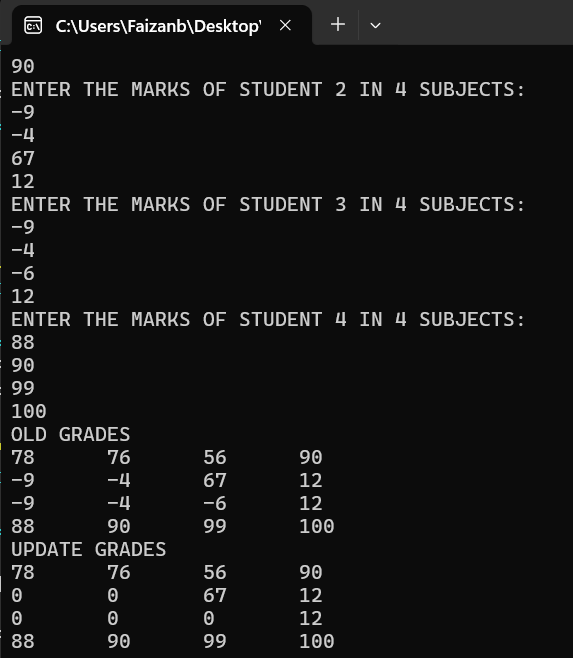 C:\Users\Faizanb\Desktop\
90
ENTER THE MARKS OF STUDENT 2 IN 4 SUBJECTS:
-9
-4
67
12
ENTER THE MARKS OF STUDENT 3 IN 4 SUBJECTS:
-9
-4
-6
12
ENTER THE MARKS OF STUDENT 4 IN 4 SUBJECTS:
88
90
99
100
OLD GRADES
78 76 56 90
-9 -4 67 12
-9 -4 -6 12
88 90 99 100
UPDATE GRADES
78 76 56 90
0 0 67 12
0 0 0 12
88 90 99 100